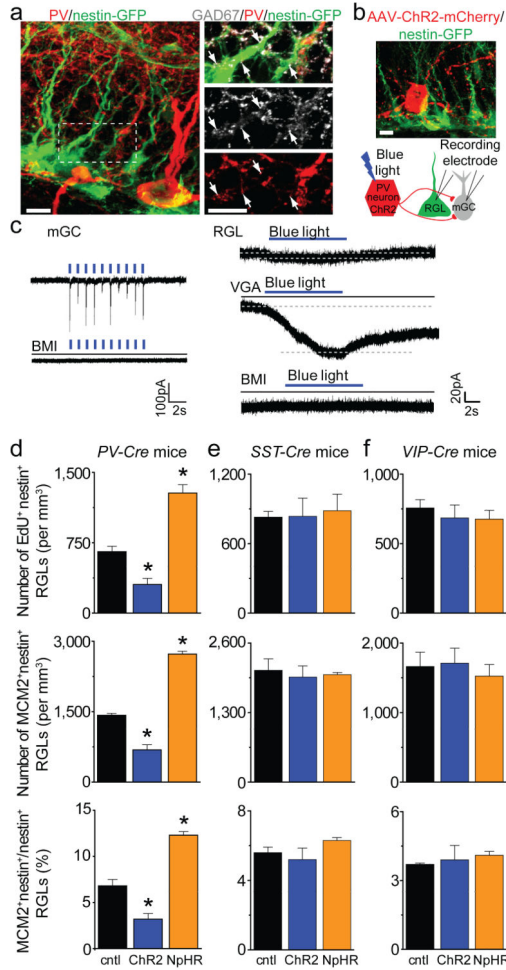 a
PV/nestin-GFP
GAD67/PV/nestin-GFP
b
AAV-ChR2-mCherry/
nestin-GFP
Blue
light
Recording
electrode
PV
neuron
ChR2
RGL
mGC
c
mGC
BMI
100pA
2s
RGL
Blue light
VGA
Blue light
BMI
Blue light
20pA
2s
d
PV-Cre mice
e
SST-Cre mice
f
VIP-Cre mice
Number of EdU⁺ nestin⁺
RGLs (per mm³)
1,500
750
0
*
*
1,200
600
0
1,000
500
0
Number of MCM2⁺nestin⁺
RGLs (per mm³)
3,000
1,500
0
*
*
2,600
1,300
0
2,000
1,000
0
MCM2⁺nestin⁺/nestin⁺
RGLs (%)
15
10
5
0
*
*
9
6
3
0
6
3
0
cntl ChR2 NpHR
cntl ChR2 NpHR
cntl ChR2 NpHR